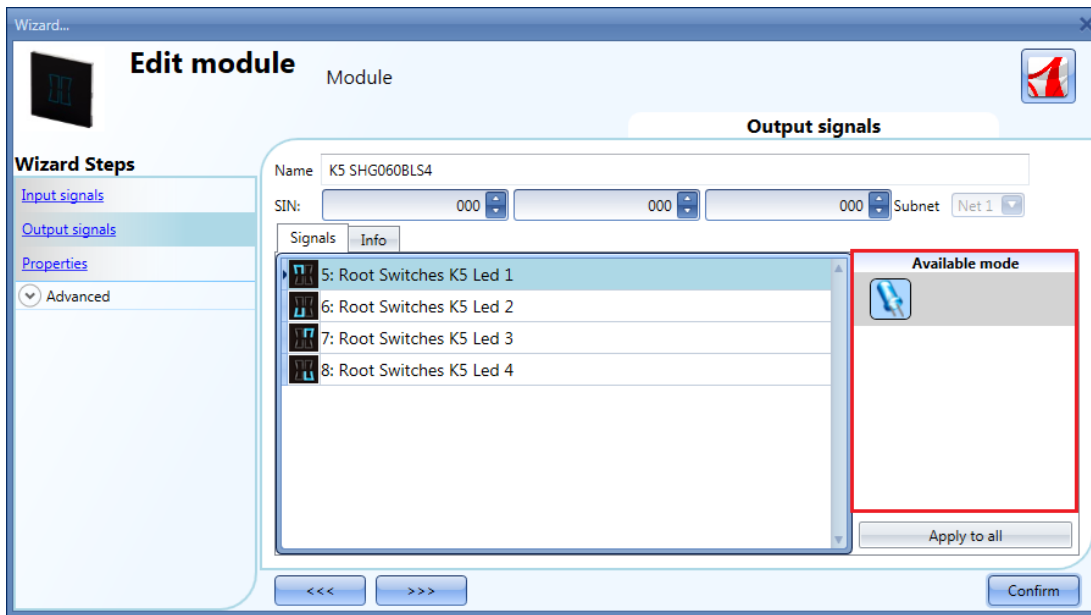 Wizard...
Edit module
Module
Output signals
Wizard Steps
Input signals
Output signals
Properties
Advanced
Name K5 SHG060BLS4
SIN: 000 000 000 Subnet Net 1
Signals Info
5: Root Switches K5 Led 1
6: Root Switches K5 Led 2
7: Root Switches K5 Led 3
8: Root Switches K5 Led 4
Available mode
Apply to all
<<< >>> Confirm